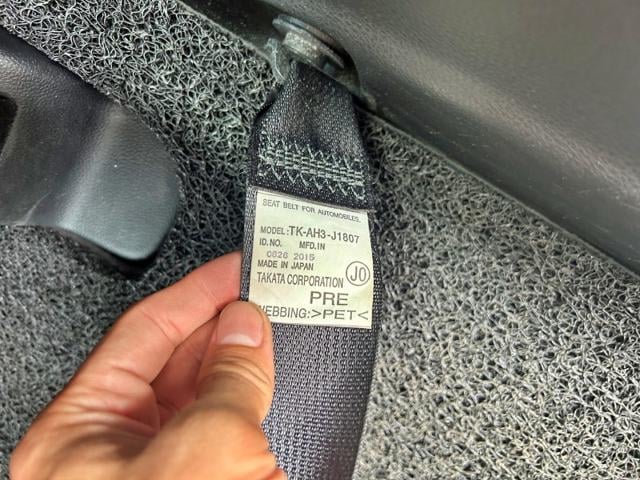 SEAT BELT FOR AUTOMOBILES.
MODEL:TK-AH3-J1807
ID.NO. MFD.IN
0626 2015
MADE IN JAPAN
TAKATA CORPORATION JO
PRE
WEBBING:>PET<